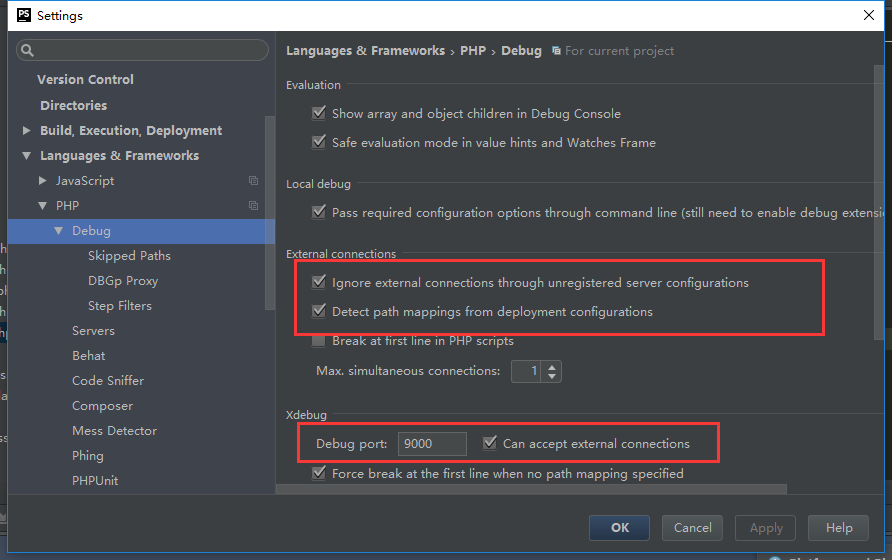 PS Settings
Version Control
Directories
Build, Execution, Deployment
Languages & Frameworks
JavaScript
PHP
Debug
Skipped Paths
DBGp Proxy
Step Filters
Servers
Behat
Code Sniffer
Composer
Mess Detector
Phing
PHPUnit
Languages & Frameworks › PHP › Debug For current project
Evaluation
Show array and object children in Debug Console
Safe evaluation mode in value hints and Watches Frame
Local debug
Pass required configuration options through command line (still need to enable debug extensi
External connections
Ignore external connections through unregistered server configurations
Detect path mappings from deployment configurations
Break at first line in PHP scripts
Max. simultaneous connections: 1
Xdebug
Debug port: 9000 Can accept external connections
Force break at the first line when no path mapping specified
OK Cancel Apply Help